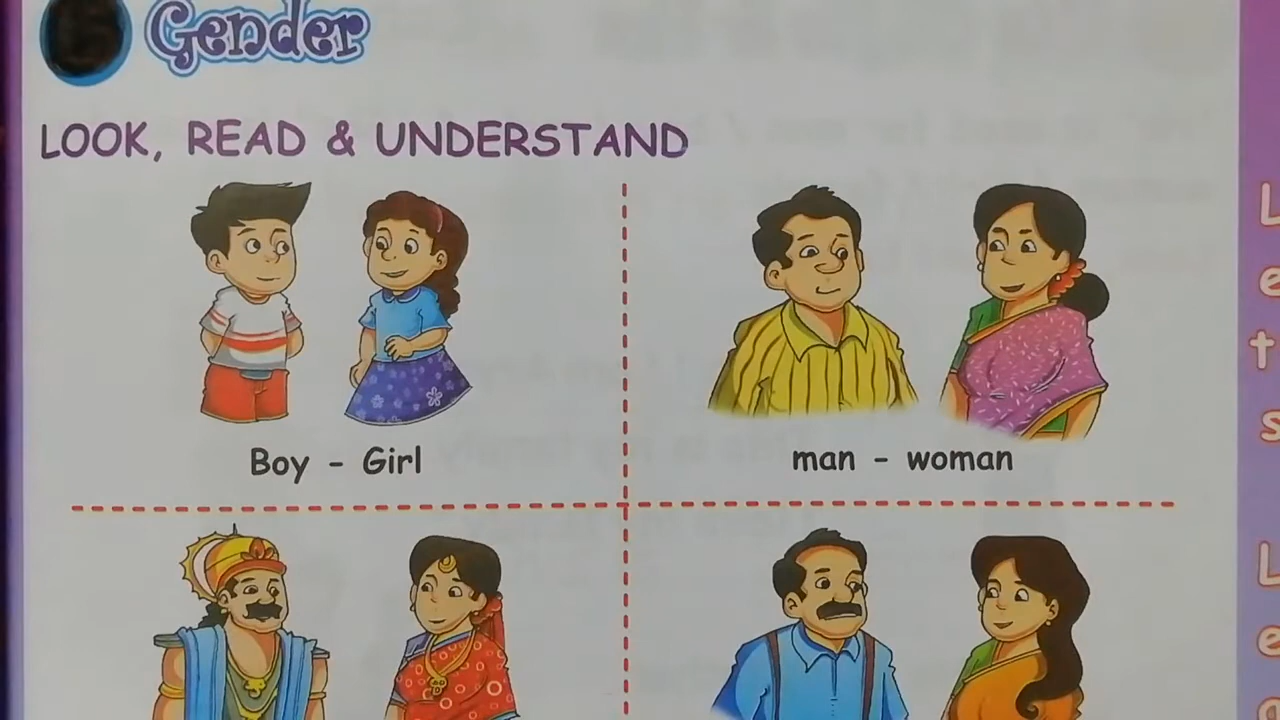 Gender
LOOK, READ & UNDERSTAND
Boy - Girl
man - woman
L
e
t
s
L
e